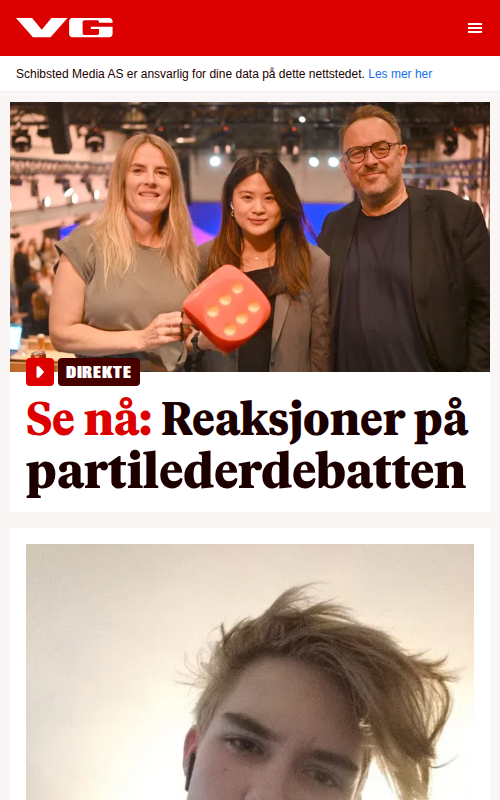 VG
Schibsted Media AS er ansvarlig for dine data på dette nettstedet. Les mer her
DIREKTE
Se nå: Reaksjoner på
partilederdebatten